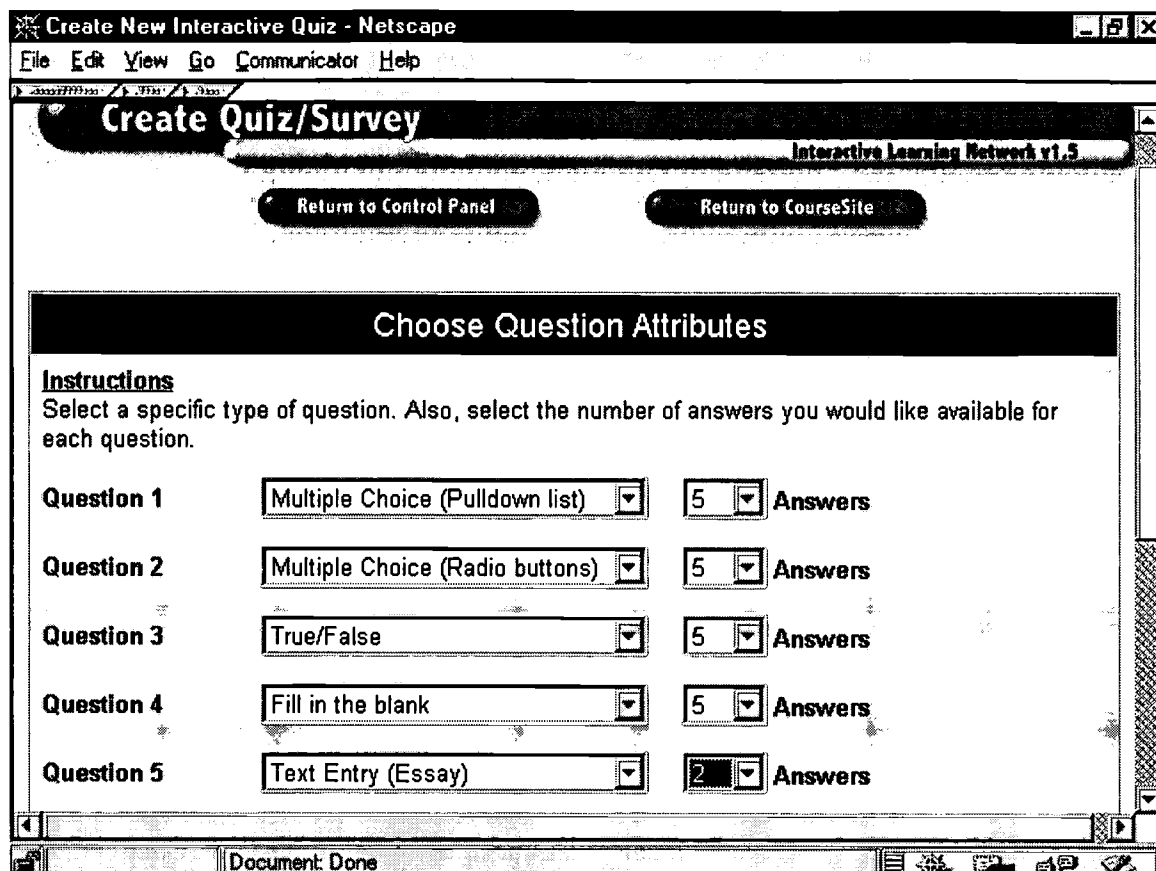 Create New Interactive Quiz - Netscape
File Edit View Go Communicator Help
Create Quiz/Survey
Interactive Learning Network v1.5
Return to Control Panel Return to CourseSite
Choose Question Attributes
Instructions
Select a specific type of question. Also, select the number of answers you would like available for
each question.
Question 1 Multiple Choice (Pulldown list) 5 Answers
Question 2 Multiple Choice (Radio buttons) 5 Answers
Question 3 True/False 5 Answers
Question 4 Fill in the blank 5 Answers
Question 5 Text Entry (Essay) 2 Answers
Document: Done